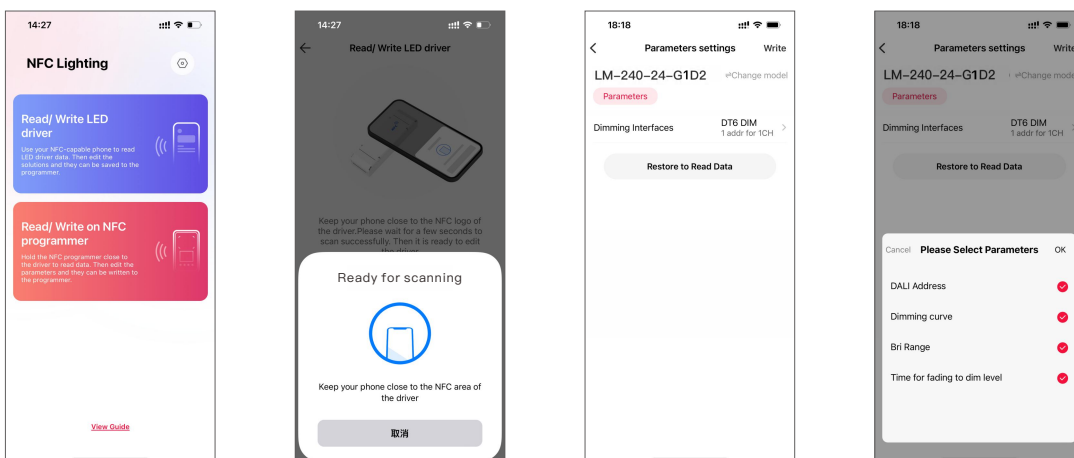 14:27
NFC Lighting
Read/ Write LED
driver
Use your NFC-capable phone to read
LED driver data. Then edit the
solutions and they can be saved to the
programmer.
Read/ Write on NFC
programmer
Hold the NFC programmer close to
the driver to read data. Then edit the
parameters and they can be written to
the programmer.
View Guide
14:27
Read/ Write LED driver
Keep your phone close to the NFC logo of
the driver.Please wait for a few seconds to
scan successfully. Then it is ready to edit
the driver
Ready for scanning
Keep your phone close to the NFC area of
the driver
取消
18:18
Parameters settings Write
LM-240-24-G1D2 ⇌Change model
Parameters
Dimming Interfaces DT6 DIM
1 addr for 1CH
Restore to Read Data
18:18
Parameters settings Write
LM-240-24-G1D2 ⇌Change mode
Parameters
Dimming Interfaces DT6 DIM
1 addr for 1CH
Restore to Read Data
Cancel Please Select Parameters OK
DALI Address
Dimming curve
Bri Range
Time for fading to dim level